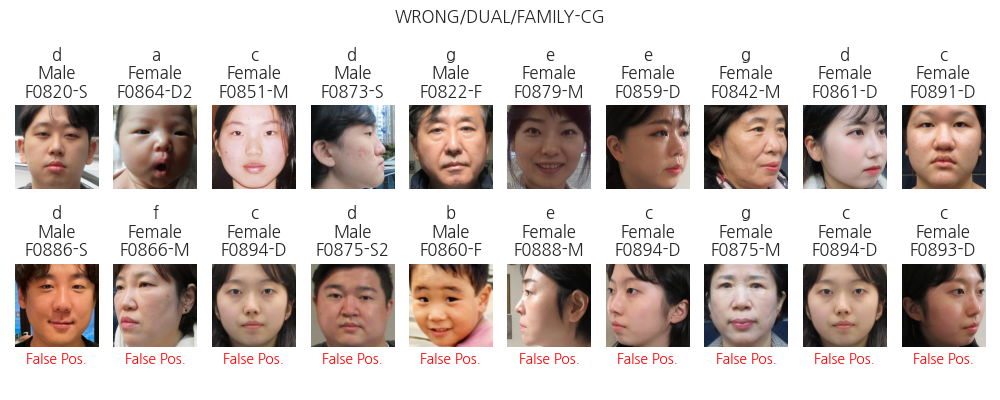 WRONG/DUAL/FAMILY-CG
d a c d g e e g d c
Male Female Female Male Male Female Female Female Female Female
F0820-S F0864-D2 F0851-M F0873-S F0822-F F0879-M F0859-D F0842-M F0861-D F0891-D
d f c d b e c g c c
Male Female Female Male Male Female Female Female Female Female
F0886-S F0866-M F0894-D F0875-S2 F0860-F F0888-M F0894-D F0875-M F0894-D F0893-D
False Pos. False Pos. False Pos. False Pos. False Pos. False Pos. False Pos. False Pos. False Pos. False Pos.